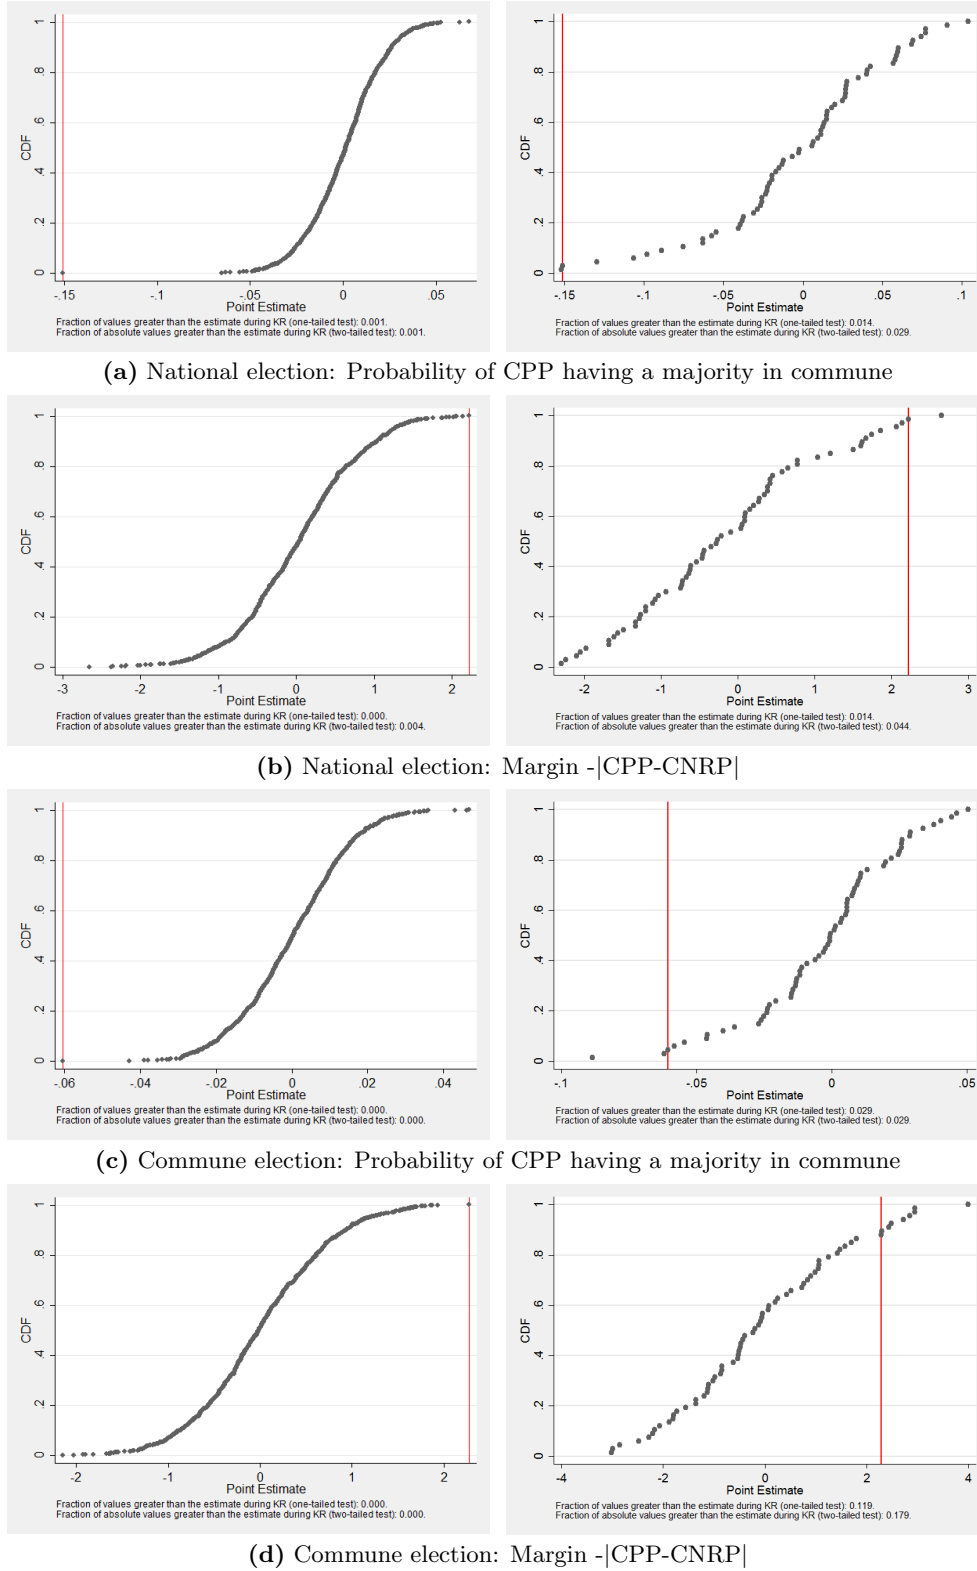 CDF
0 .2 .4 .6 .8 1
-.15 -.1 -.05 0 .05
Point Estimate
Fraction of values greater than the estimate during KR (one-tailed test): 0.001.
Fraction of absolute values greater than the estimate during KR (two-tailed test): 0.001.
CDF
0 .2 .4 .6 .8 1
-.15 -.1 -.05 0 .05 .1
Point Estimate
Fraction of values greater than the estimate during KR (one-tailed test): 0.014.
Fraction of absolute values greater than the estimate during KR (two-tailed test): 0.029.
(a) National election: Probability of CPP having a majority in commune
CDF
0 .2 .4 .6 .8 1
-3 -2 -1 0 1 2
Point Estimate
Fraction of values greater than the estimate during KR (one-tailed test): 0.000.
Fraction of absolute values greater than the estimate during KR (two-tailed test): 0.004.
CDF
0 .2 .4 .6 .8 1
-2 -1 0 1 2 3
Point Estimate
Fraction of values greater than the estimate during KR (one-tailed test): 0.014.
Fraction of absolute values greater than the estimate during KR (two-tailed test): 0.044.
(b) National election: Margin -|CPP-CNRP|
CDF
0 .2 .4 .6 .8 1
-.06 -.04 -.02 0 .02 .04
Point Estimate
Fraction of values greater than the estimate during KR (one-tailed test): 0.000.
Fraction of absolute values greater than the estimate during KR (two-tailed test): 0.000.
CDF
0 .2 .4 .6 .8 1
-.1 -.05 0 .05
Point Estimate
Fraction of values greater than the estimate during KR (one-tailed test): 0.029.
Fraction of absolute values greater than the estimate during KR (two-tailed test): 0.029.
(c) Commune election: Probability of CPP having a majority in commune
CDF
0 .2 .4 .6 .8 1
-2 -1 0 1 2
Point Estimate
Fraction of values greater than the estimate during KR (one-tailed test): 0.000.
Fraction of absolute values greater than the estimate during KR (two-tailed test): 0.000.
CDF
0 .2 .4 .6 .8 1
-4 -2 0 2 4
Point Estimate
Fraction of values greater than the estimate during KR (one-tailed test): 0.119.
Fraction of absolute values greater than the estimate during KR (two-tailed test): 0.179.
(d) Commune election: Margin -|CPP-CNRP|